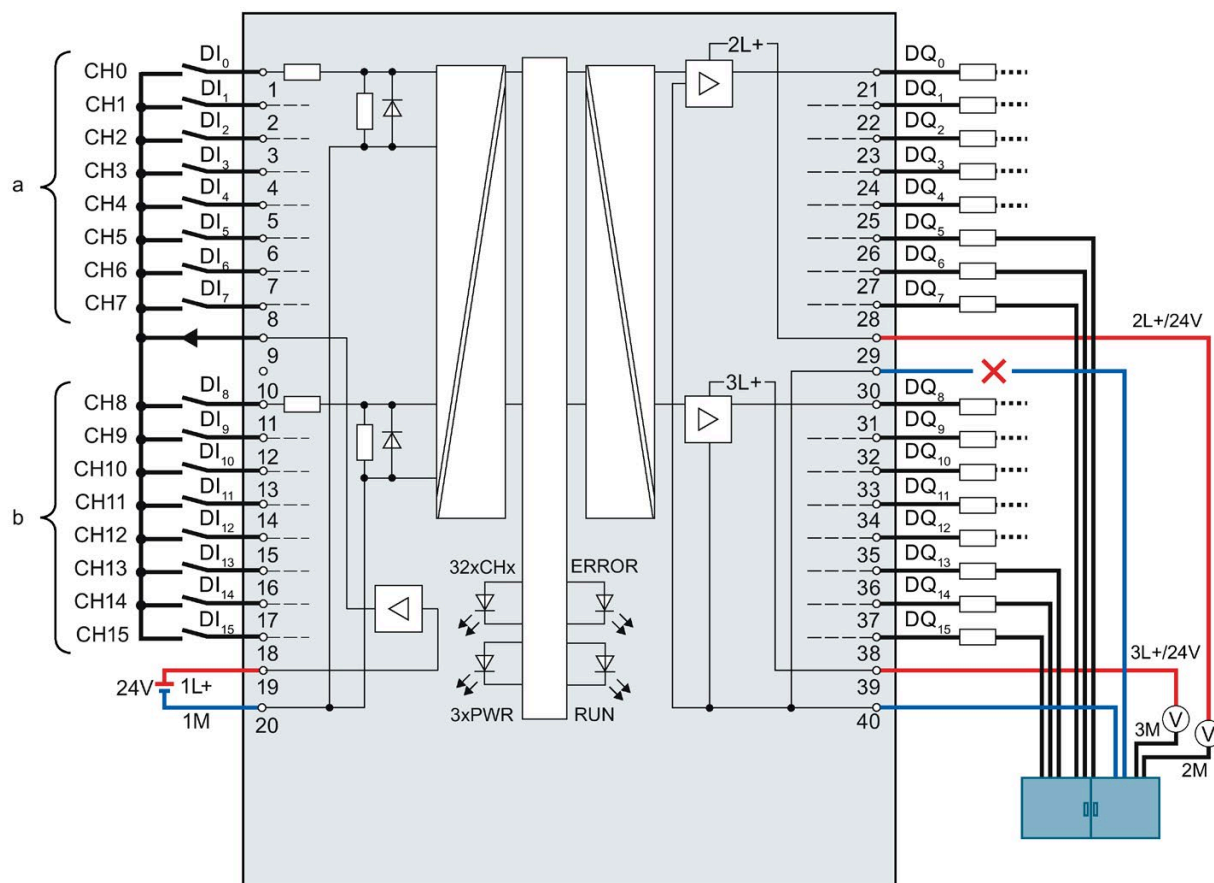 a
CH0
CH1
CH2
CH3
CH4
CH5
CH6
CH7
b
CH8
CH9
CH10
CH11
CH12
CH13
CH14
CH15
DI0
DI1
DI2
DI3
DI4
DI5
DI6
DI7
DI8
DI9
DI10
DI11
DI12
DI13
DI14
DI15
24V
1L+
1M
1
2
3
4
5
6
7
8
9
10
11
12
13
14
15
16
17
18
19
20
2L+
3L+
32xCHx
ERROR
3xPWR
RUN
21
22
23
24
25
26
27
28
29
30
31
32
33
34
35
36
37
38
39
40
DQ0
DQ1
DQ2
DQ3
DQ4
DQ5
DQ6
DQ7
DQ8
DQ9
DQ10
DQ11
DQ12
DQ13
DQ14
DQ15
2L+/24V
3L+/24V
V
V
3M
2M